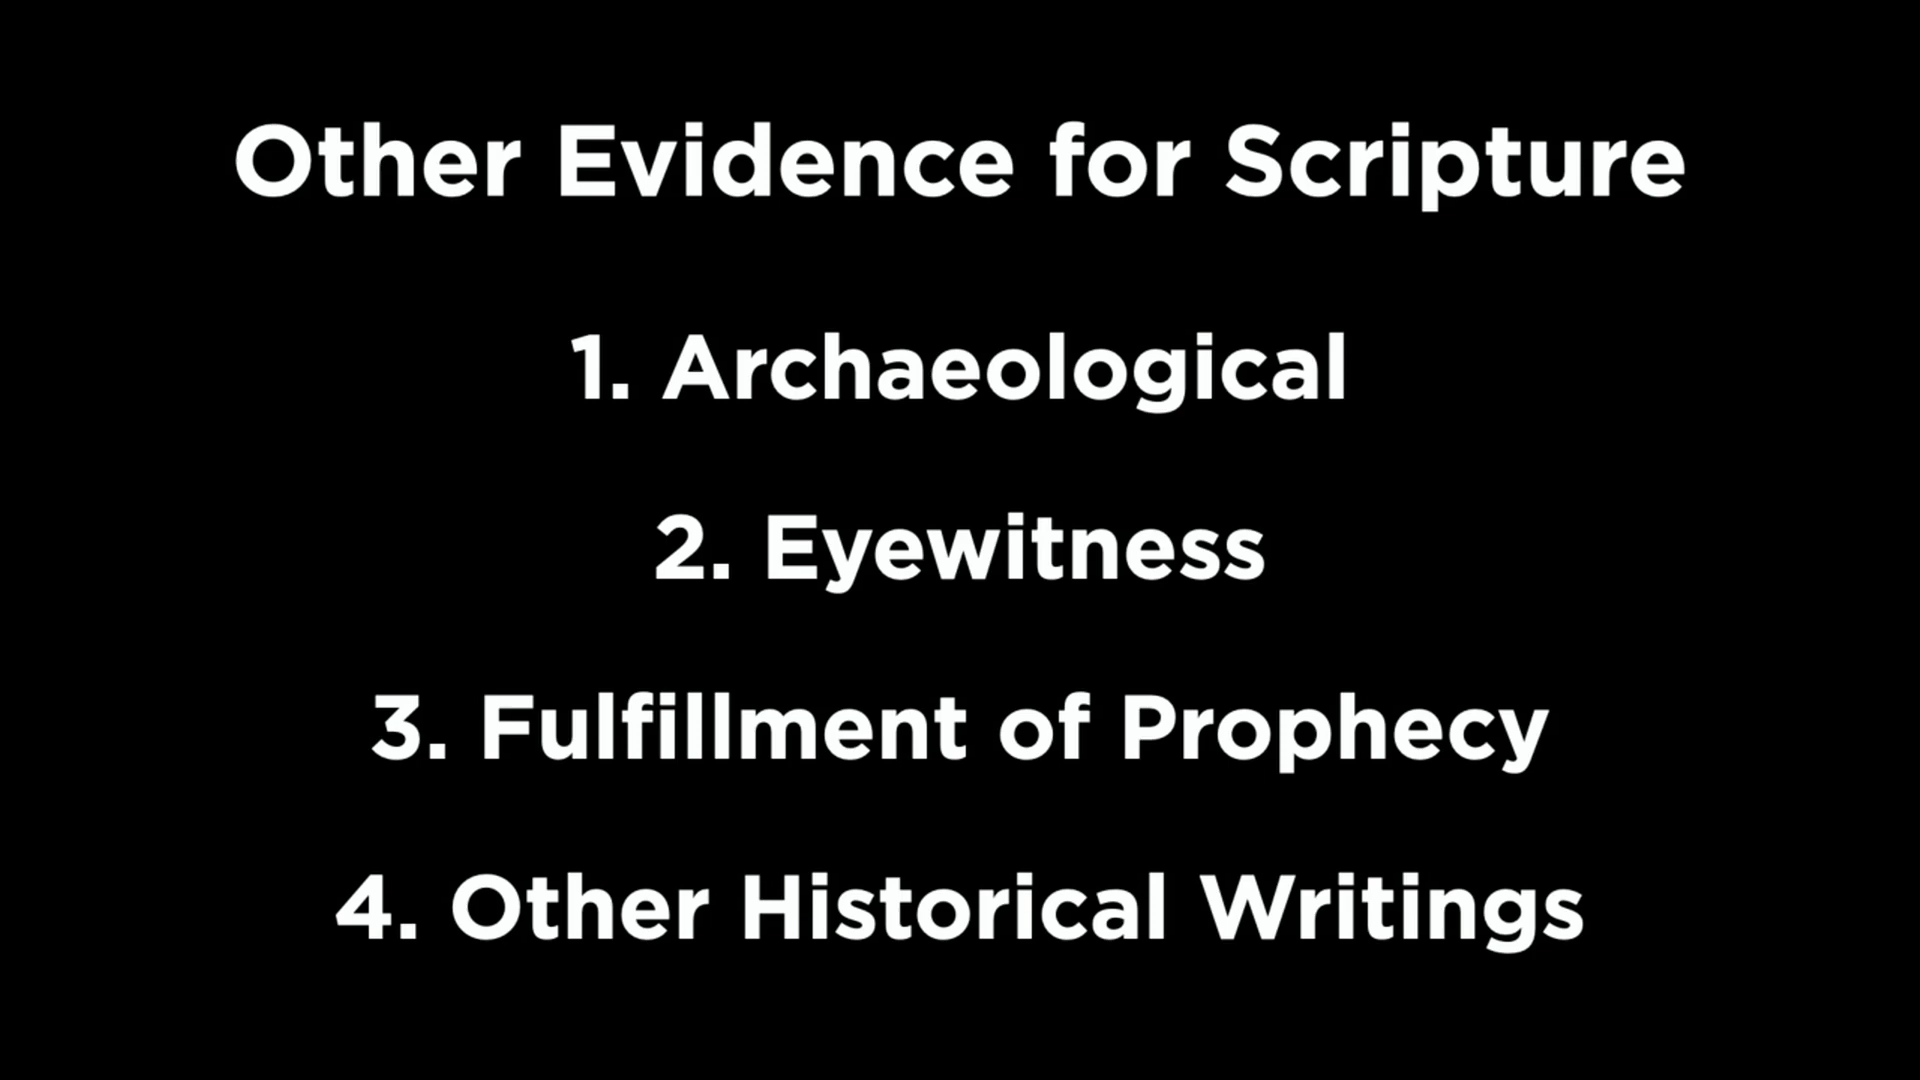 Other Evidence for Scripture
1. Archaeological
2. Eyewitness
3. Fulfillment of Prophecy
4. Other Historical Writings